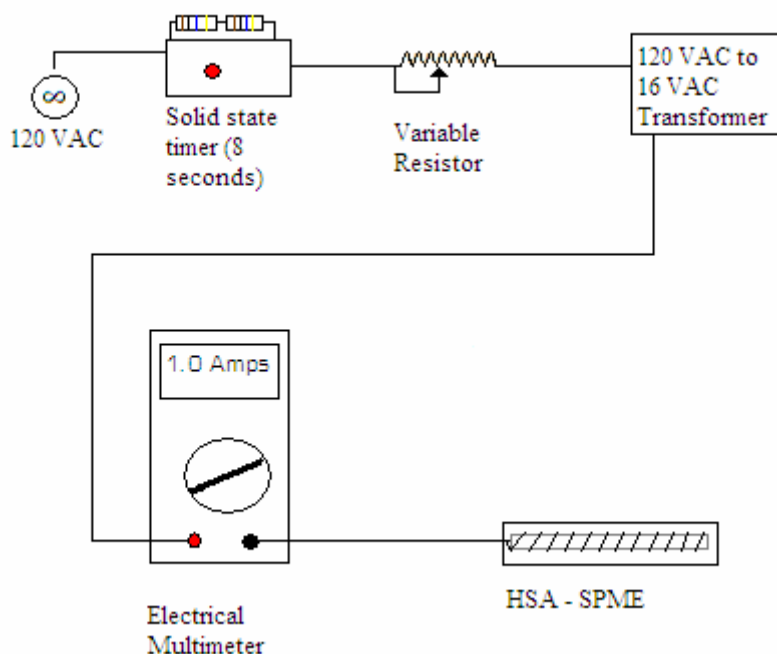 120 VAC
Solid state
timer (8
seconds)
Variable
Resistor
120 VAC to
16 VAC
Transformer
1.0 Amps
Electrical
Multimeter
HSA - SPME